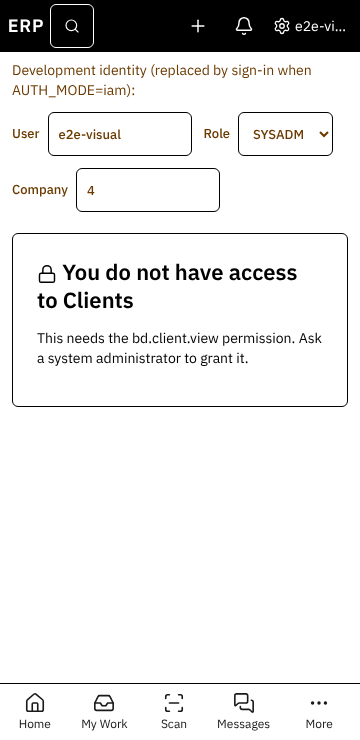 ERP
e2e-vi...
Development identity (replaced by sign-in when
AUTH_MODE=iam):
User e2e-visual Role SYSADM
Company 4
You do not have access
to Clients
This needs the bd.client.view permission. Ask
a system administrator to grant it.
Home My Work Scan Messages More